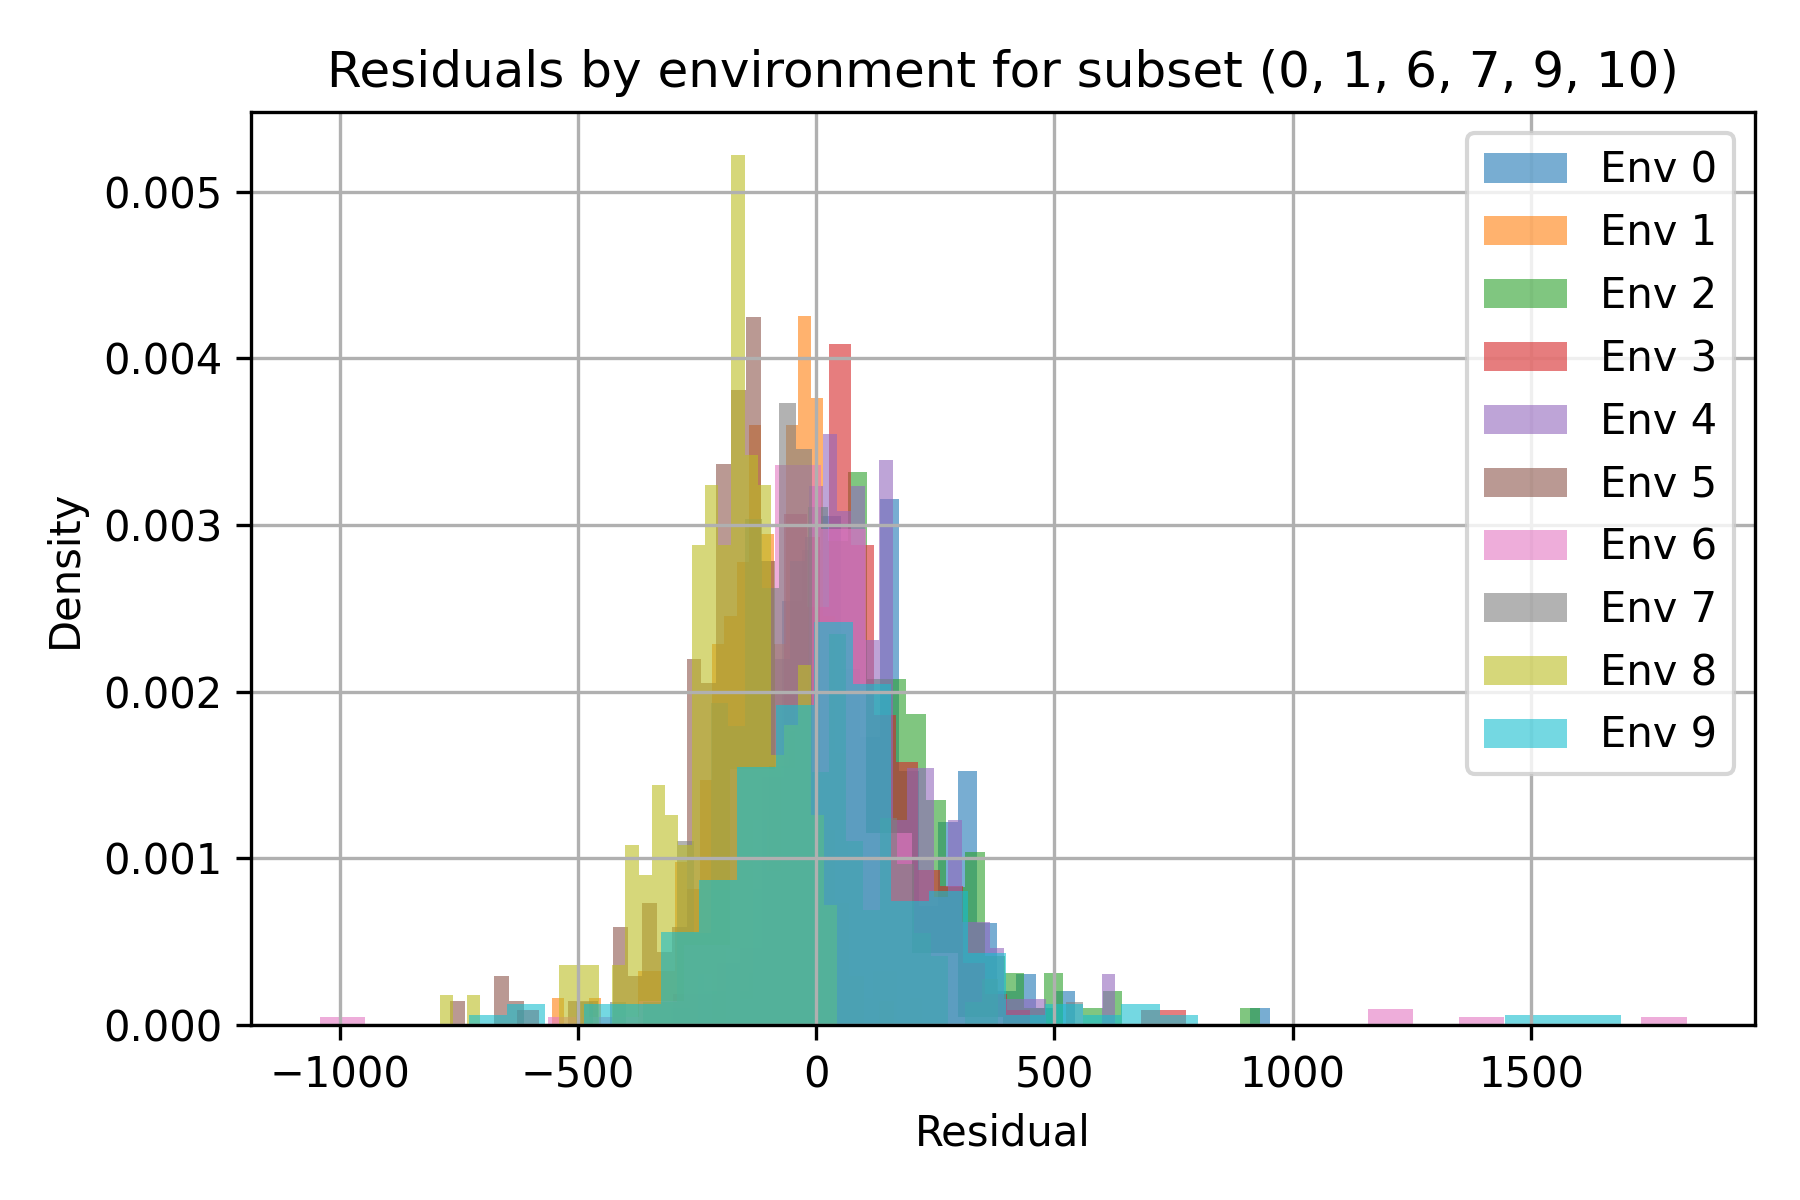 Residuals by environment for subset (0, 1, 6, 7, 9, 10)
Density
0.005
0.004
0.003
0.002
0.001
0.000
−1000
−500
0
500
1000
1500
Residual
Env 0
Env 1
Env 2
Env 3
Env 4
Env 5
Env 6
Env 7
Env 8
Env 9